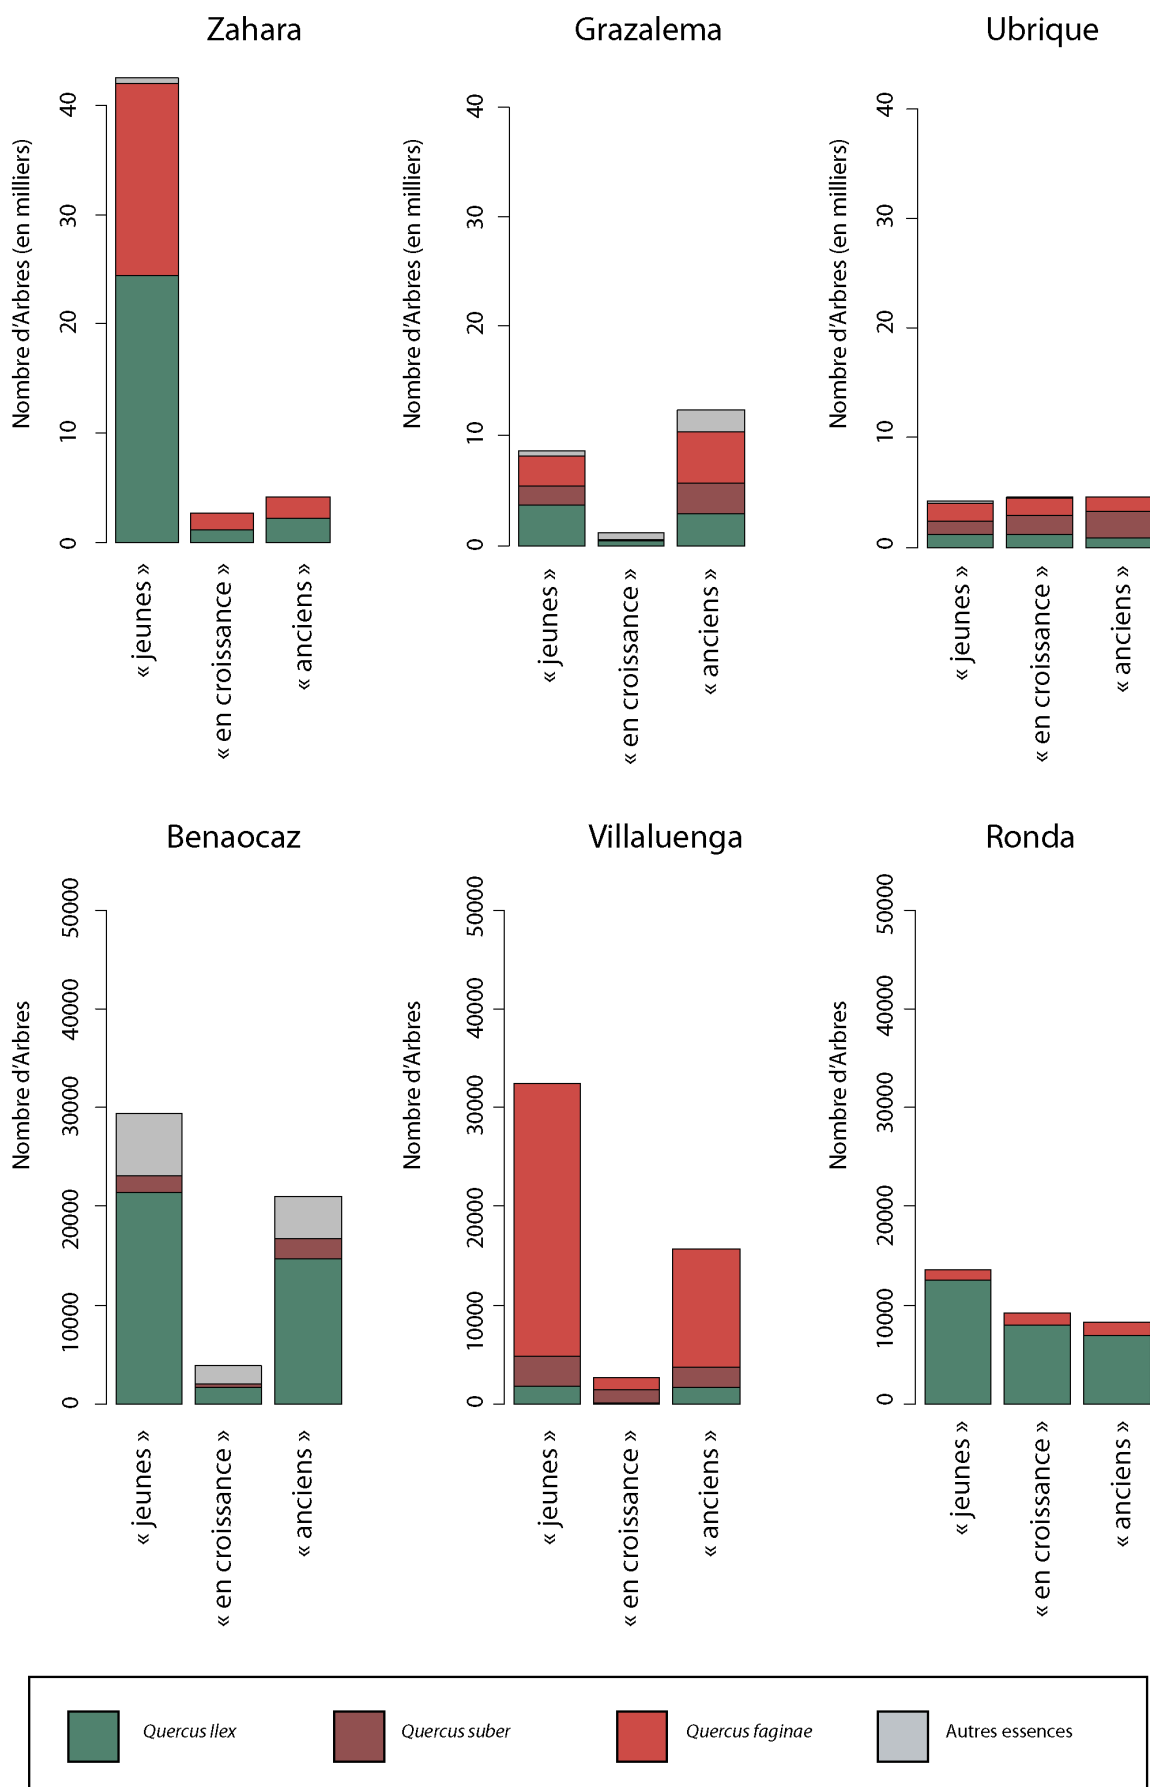 Zahara
Nombre d'Arbres (en milliers)
40
30
20
10
0
« jeunes »
« en croissance »
« anciens »
Grazalema
Nombre d'Arbres (en milliers)
40
30
20
10
0
« jeunes »
« en croissance »
« anciens »
Ubrique
Nombre d'Arbres (en milliers)
40
30
20
10
0
« jeunes »
« en croissance »
« anciens »
Benaocaz
Nombre d'Arbres
50000
40000
30000
20000
10000
0
« jeunes »
« en croissance »
« anciens »
Villaluenga
Nombre d'Arbres
50000
40000
30000
20000
10000
0
« jeunes »
« en croissance »
« anciens »
Ronda
Nombre d'Arbres
50000
40000
30000
20000
10000
0
« jeunes »
« en croissance »
« anciens »
Quercus Ilex
Quercus suber
Quercus faginae
Autres essences